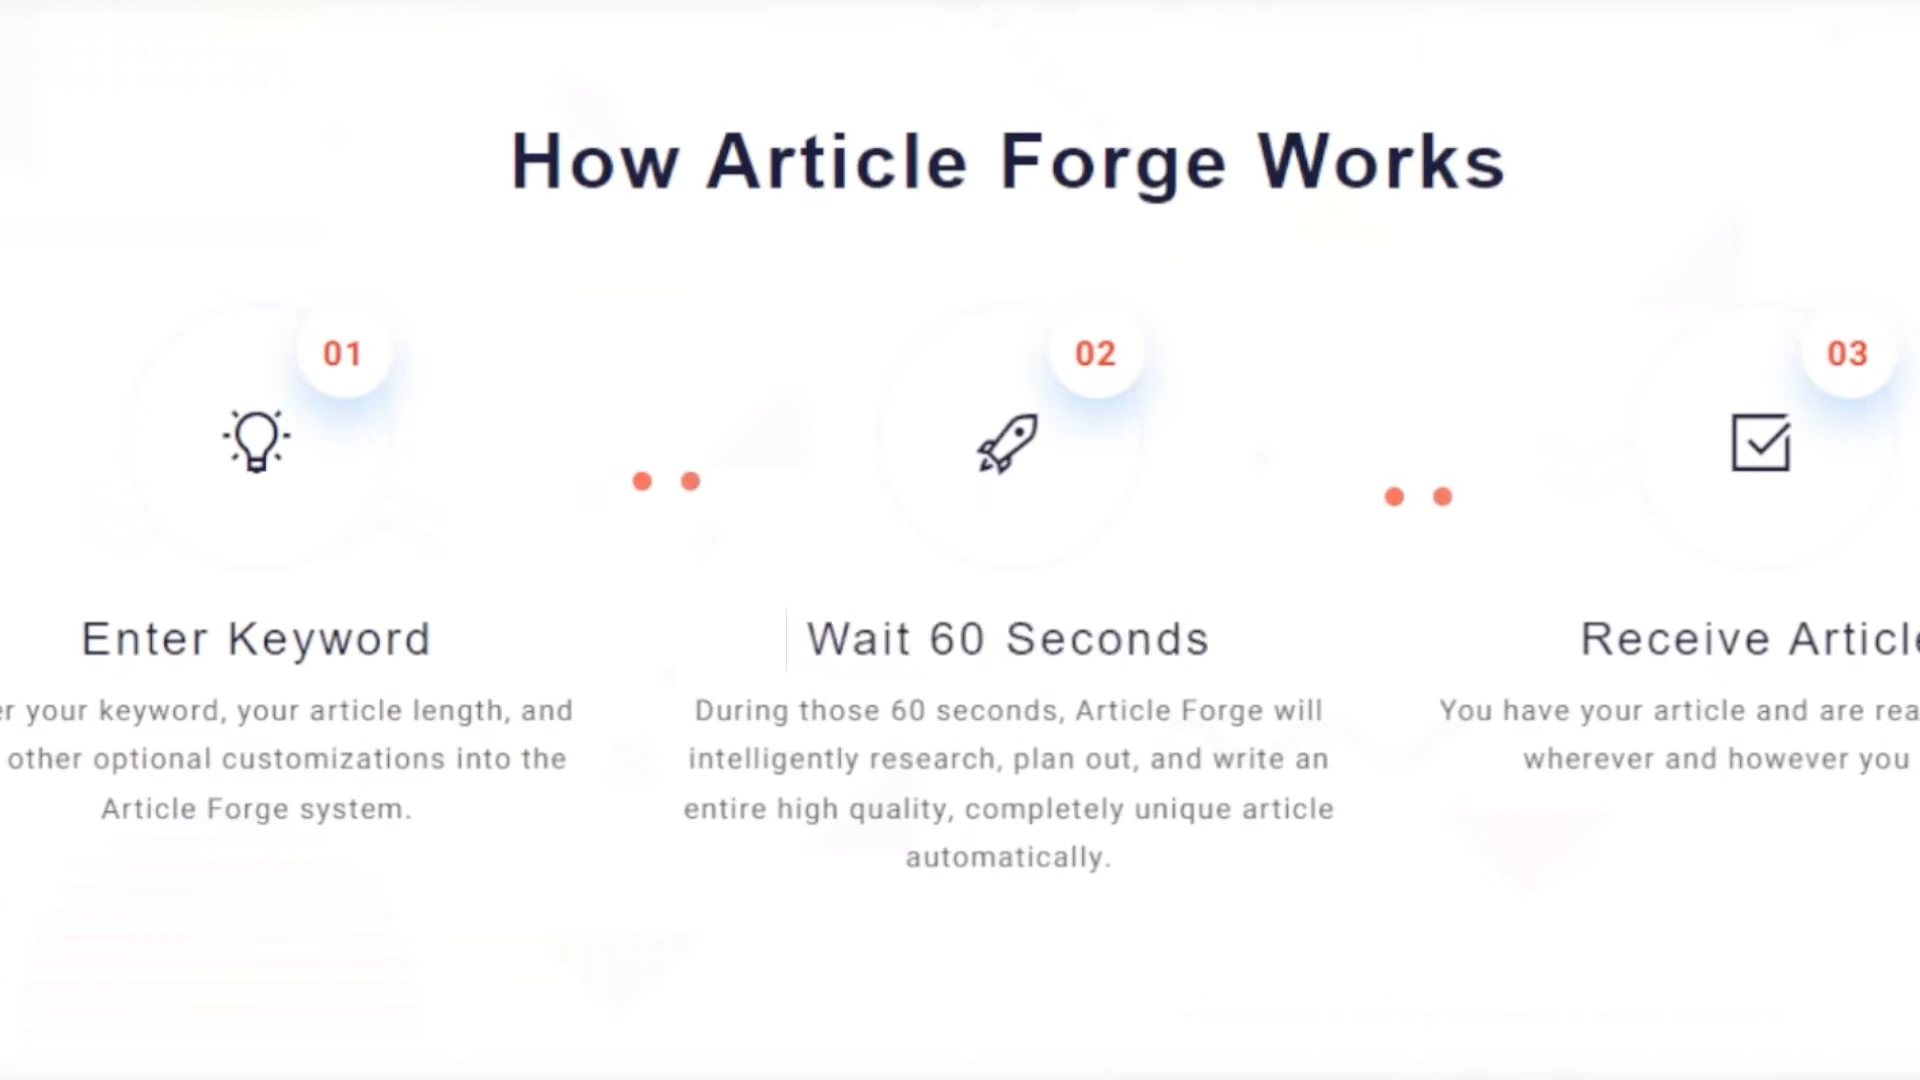 How Article Forge Works
01
02
03
Enter Keyword
Wait 60 Seconds
Receive
your keyword, your article length, and
other optional customizations into the
Article Forge system.
During those 60 seconds, Article Forge will
intelligently research, plan out, and write an
entire high quality, completely unique article
automatically.
You have your article and are
wherever and however you